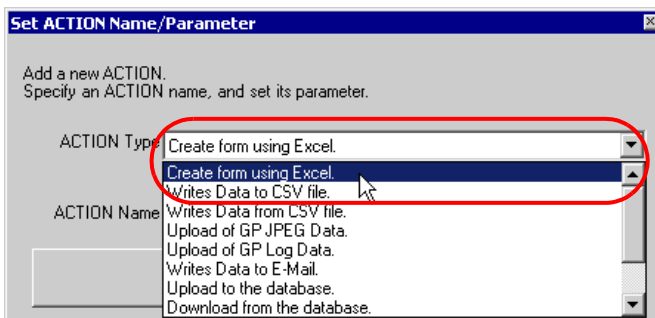 Set ACTION Name/Parameter
Add a new ACTION.
Specify an ACTION name, and set its parameter.
ACTION Type Create form using Excel.
Create form using Excel.
Writes Data to CSV file.
ACTION Name Writes Data from CSV file.
Upload of GP JPEG Data.
Upload of GP Log Data.
Writes Data to E-Mail.
Upload to the database.
Download from the database.